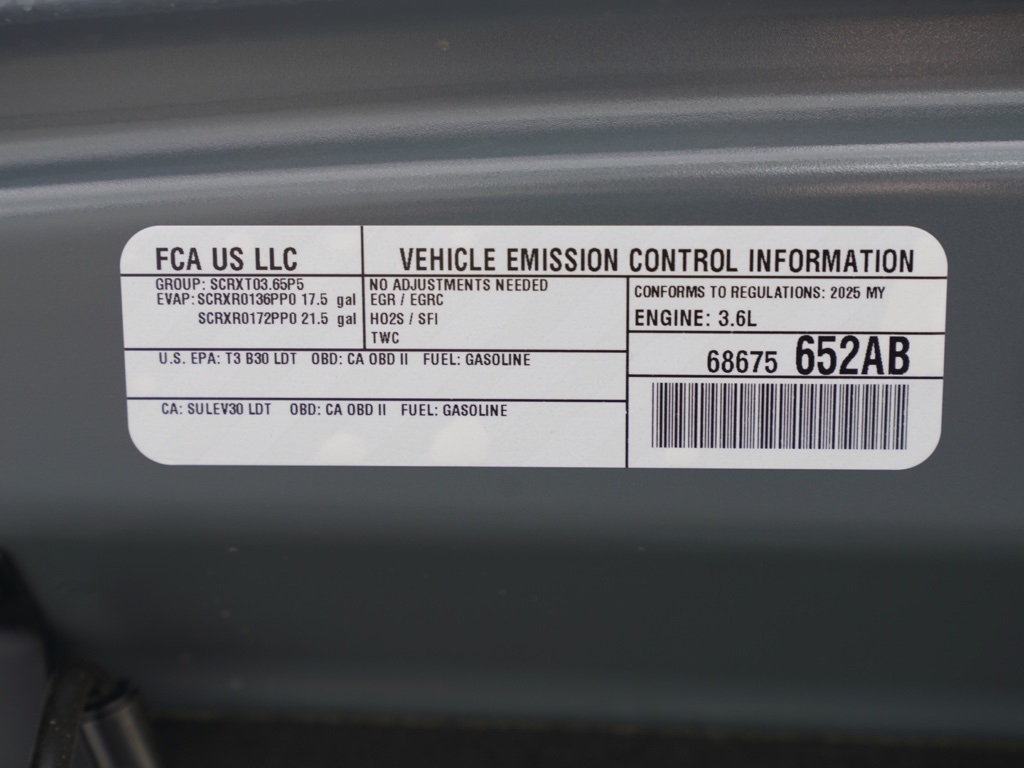 FCA US LLC
VEHICLE EMISSION CONTROL INFORMATION
GROUP: SCRXT03.65P5
EVAP: SCRXR0136PP0 17.5 gal
SCRXR0172PP0 21.5 gal
NO ADJUSTMENTS NEEDED
EGR / EGRC
HO2S / SFI
TWC
CONFORMS TO REGULATIONS: 2025 MY
ENGINE: 3.6L
U.S. EPA: T3 B30 LDT OBD: CA OBD II FUEL: GASOLINE
68675 652AB
CA: SULEV30 LDT OBD: CA OBD II FUEL: GASOLINE